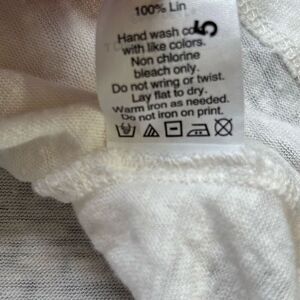 100% Lin
Hand wash
with like colors.
Non chlorine
bleach only.
Do not wring or twist.
Lay flat to dry.
Warm iron as needed.
Do not iron on print.
5